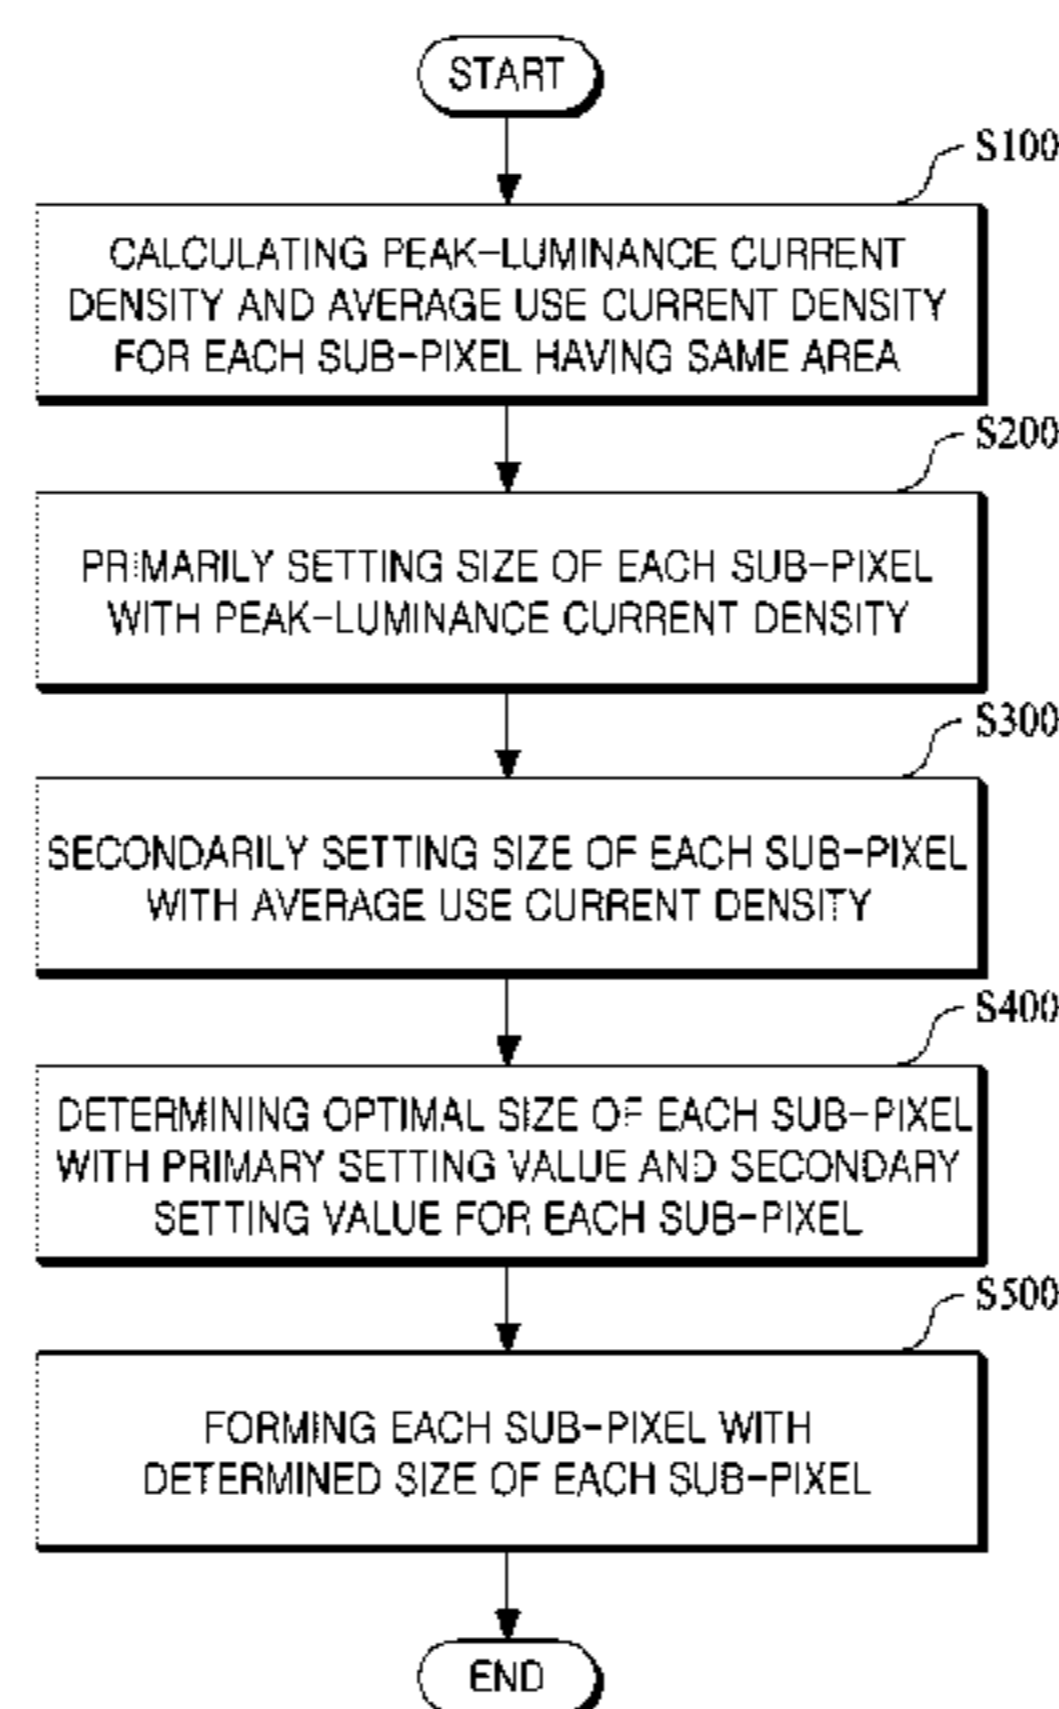 START
S100
CALCULATING PEAK-LUMINANCE CURRENT
DENSITY AND AVERAGE USE CURRENT DENSITY
FOR EACH SUB-PIXEL HAVING SAME AREA
S200
PRIMARILY SETTING SIZE OF EACH SUB-PIXEL
WITH PEAK-LUMINANCE CURRENT DENSITY
S300
SECONDARILY SETTING SIZE OF EACH SUB-PIXEL
WITH AVERAGE USE CURRENT DENSITY
S400
DETERMINING OPTIMAL SIZE OF EACH SUB-PIXEL
WITH PRIMARY SETTING VALUE AND SECONDARY
SETTING VALUE FOR EACH SUB-PIXEL
S500
FORMING EACH SUB-PIXEL WITH
DETERMINED SIZE OF EACH SUB-PIXEL
END